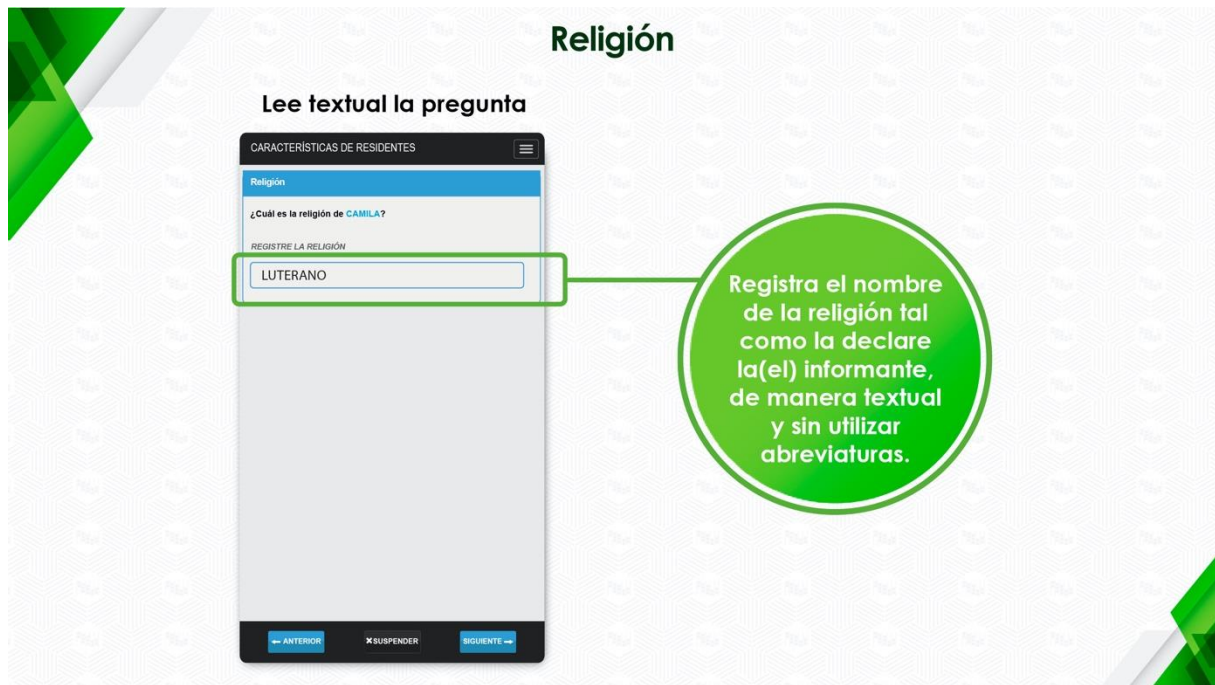 Religión
Lee textual la pregunta
CARACTERÍSTICAS DE RESIDENTES
Religión
¿Cuál es la religión de CAMILA?
REGISTRE LA RELIGIÓN
LUTERANO
Registra el nombre
de la religión tal
como la declare
la(el) informante,
de manera textual
y sin utilizar
abreviaturas.
← ANTERIOR
✕SUSPENDER
SIGUIENTE →